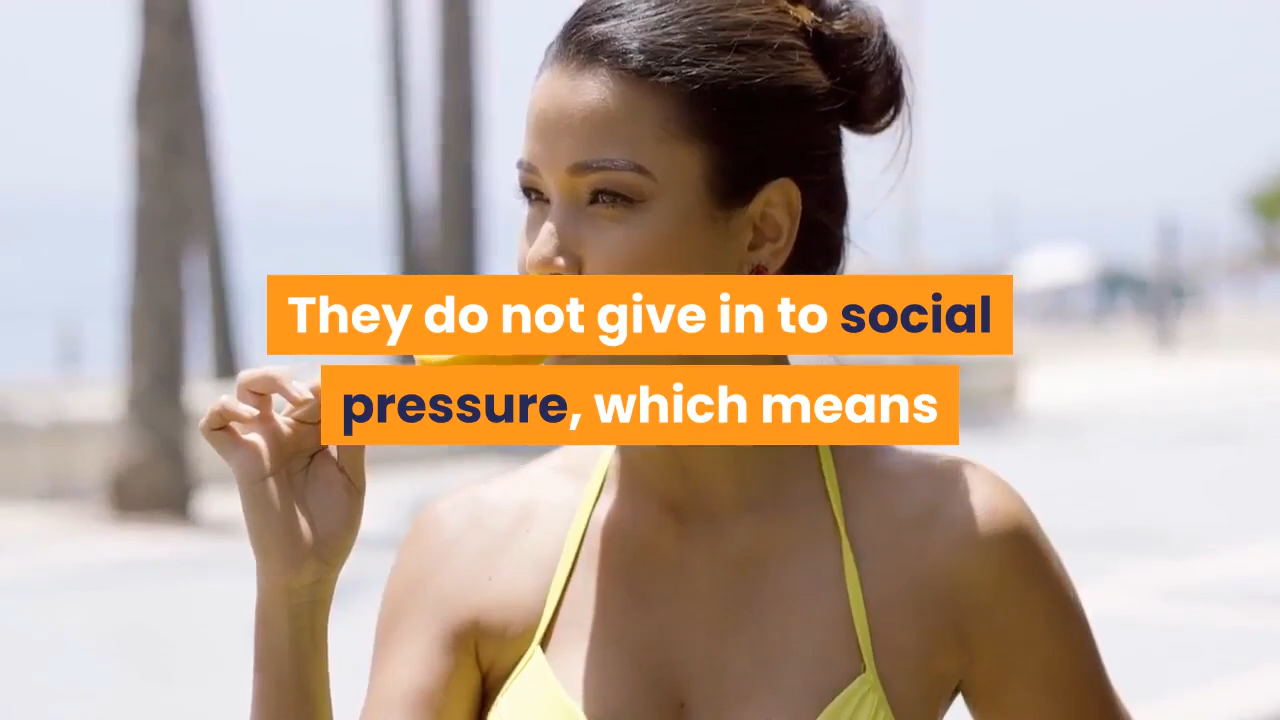 They do not give in to social
pressure, which means